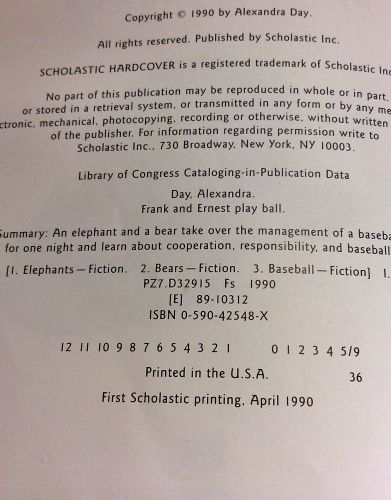 Copyright © 1990 by Alexandra Day.
All rights reserved. Published by Scholastic Inc.
SCHOLASTIC HARDCOVER is a registered trademark of Scholastic Inc
No part of this publication may be reproduced in whole or in part,
or stored in a retrieval system, or transmitted in any form or by any me
ctronic, mechanical, photocopying, recording or otherwise, without written
of the publisher. For information regarding permission write to
Scholastic Inc., 730 Broadway, New York, NY 10003.
Library of Congress Cataloging-in-Publication Data
Day, Alexandra.
Frank and Ernest play ball.
Summary: An elephant and a bear take over the management of a baseba
for one night and learn about cooperation, responsibility, and baseball
[1. Elephants—Fiction. 2. Bears—Fiction. 3. Baseball—Fiction] I.
PZ7.D32915 Fs 1990
[E] 89-10312
ISBN 0-590-42548-X
12 11 10 9 8 7 6 5 4 3 2 1 0 1 2 3 4 5/9
Printed in the U.S.A. 36
First Scholastic printing, April 1990